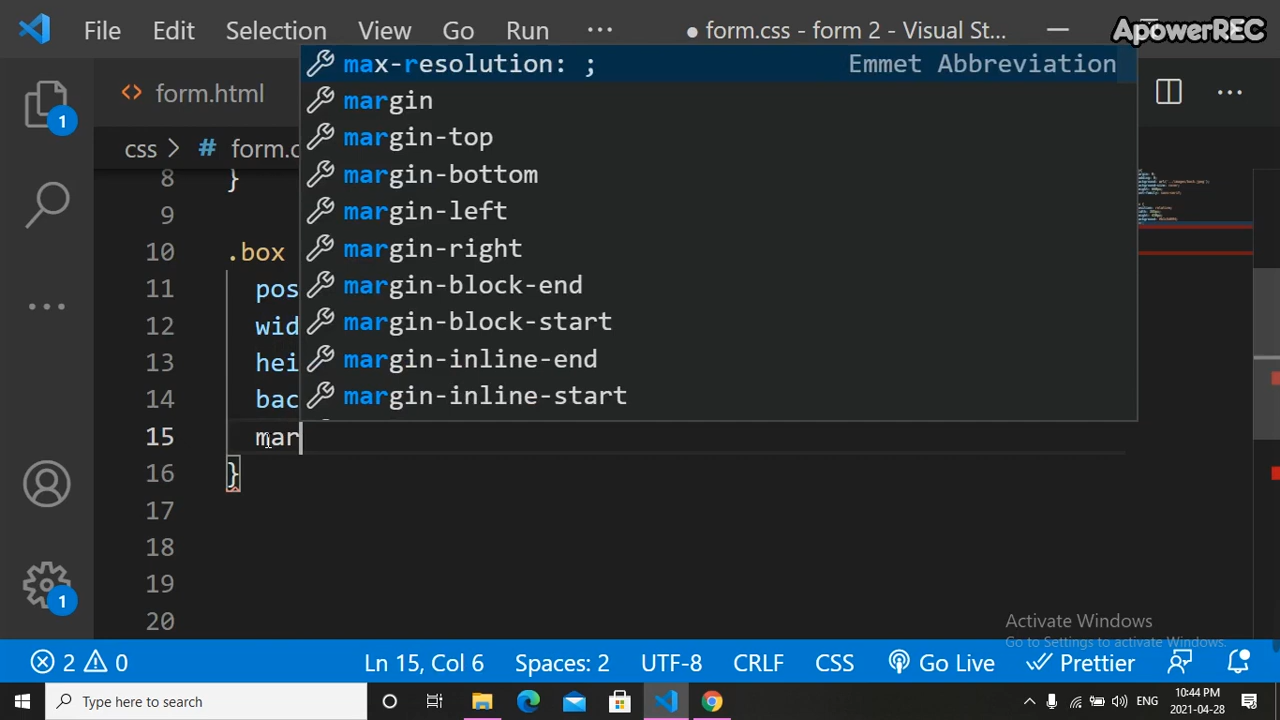 File Edit Selection View Go Run ··· ● form.css - form 2 - Visual St...
ApowerREC
max-resolution: ; Emmet Abbreviation
margin
margin-top
margin-bottom
margin-left
margin-right
margin-block-end
margin-block-start
margin-inline-end
margin-inline-start
1
<> form.html
css > # form.c
8 }
9
10 .box
11 pos
12 wid
13 hei
14 bac
15 mar
16 }
17
18
19
20
1
Activate Windows
Go to Settings to activate Windows.
2 0 Ln 15, Col 6 Spaces: 2 UTF-8 CRLF CSS Go Live Prettier
Type here to search
ENG
10:44 PM
2021-04-28